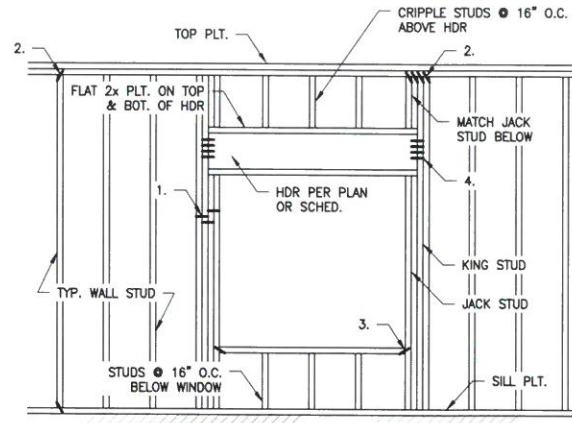 CRIPPLE STUDS @ 16" O.C.
ABOVE HDR
TOP PLT.
2.
2.
FLAT 2x PLT. ON TOP
& BOT. OF HDR
MATCH JACK
STUD BELOW
1.
HDR PER PLAN
OR SCHED.
4.
KING STUD
TYP. WALL STUD
JACK STUD
3.
STUDS @ 16" O.C.
BELOW WINDOW
SILL PLT.